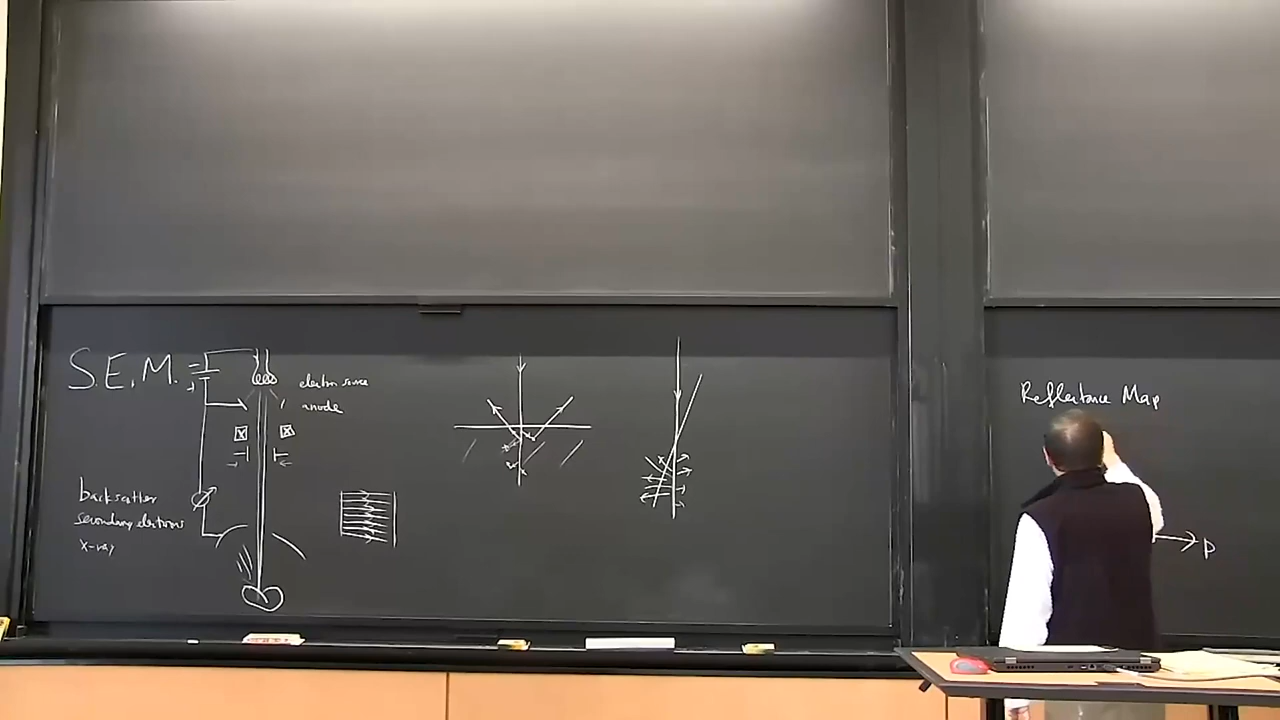 S.E.M.
electron source
anode
backscatter
secondary electrons
x-ray
Reflectance Map
p